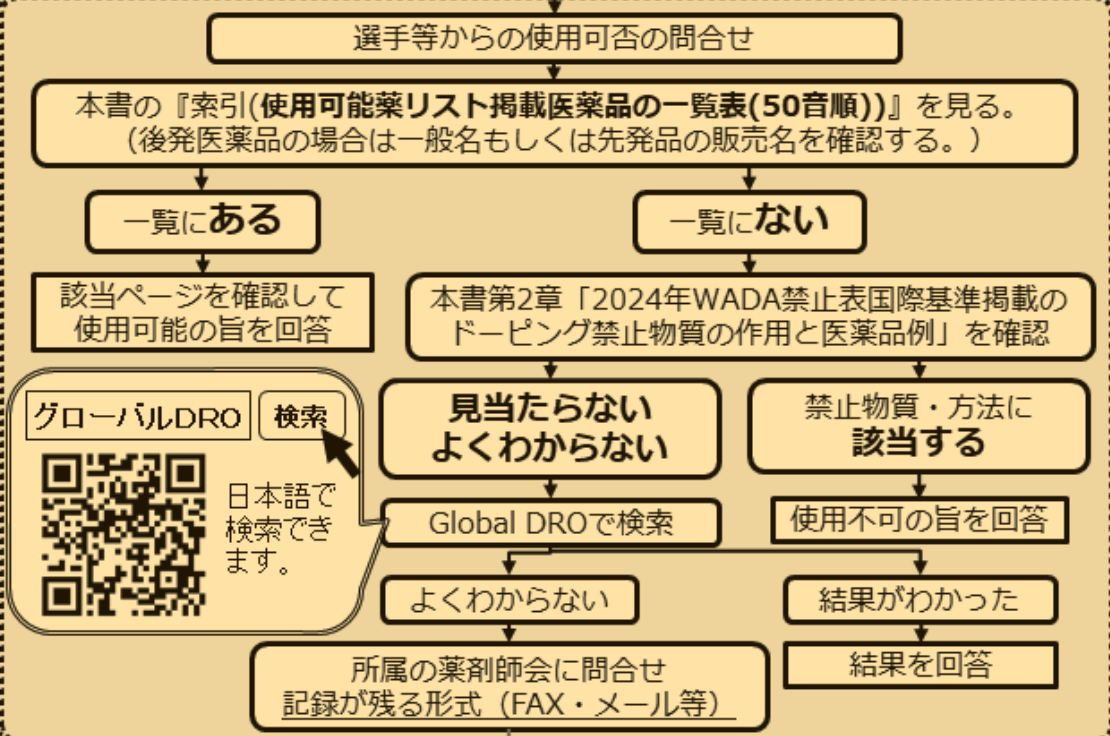 選手等からの使用可否の問合せ
本書の『索引(使用可能薬リスト掲載医薬品の一覧表(50音順))』を見る。
（後発医薬品の場合は一般名もしくは先発品の販売名を確認する。）
一覧にある
一覧にない
該当ページを確認して
使用可能の旨を回答
本書第2章「2024年WADA禁止表国際基準掲載の
ドーピング禁止物質の作用と医薬品例」を確認
グローバルDRO
検索
日本語で
検索でき
ます。
見当たらない
よくわからない
禁止物質・方法に
該当する
Global DROで検索
使用不可の旨を回答
よくわからない
結果がわかった
所属の薬剤師会に問合せ
記録が残る形式（FAX・メール等）
結果を回答